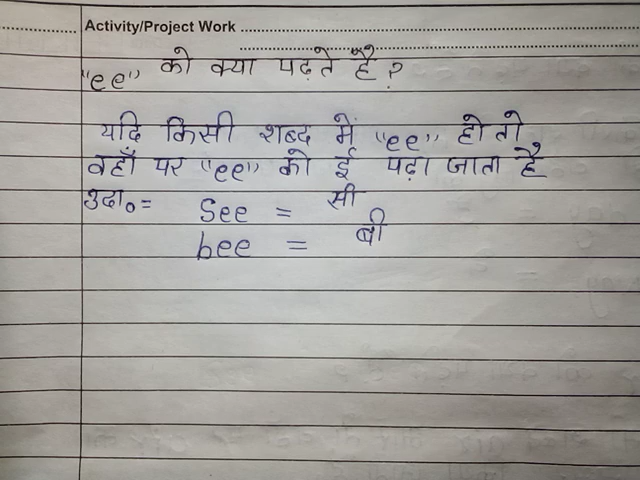 Activity/Project Work
"ee" को क्या पढ़ते है ?
यदि किसी शब्द में "ee" हो तो
वहाँ पर "ee" को ई पढ़ा जाता है
उदा० = See = सी
bee = बी